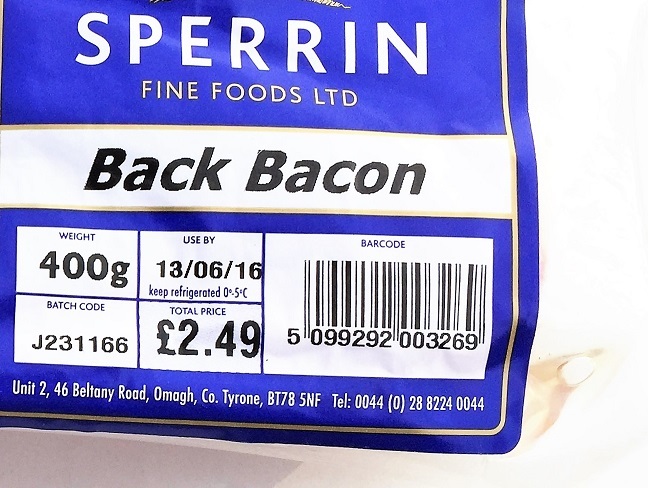 SPERRIN
FINE FOODS LTD
Back Bacon
WEIGHT
400g
USE BY
13/06/16
keep refrigerated 0°-5°C
BARCODE
5 099292 003269
BATCH CODE
J231166
TOTAL PRICE
£2.49
Unit 2, 46 Beltany Road, Omagh, Co. Tyrone, BT78 5NF Tel: 0044 (0) 28 8224 0044